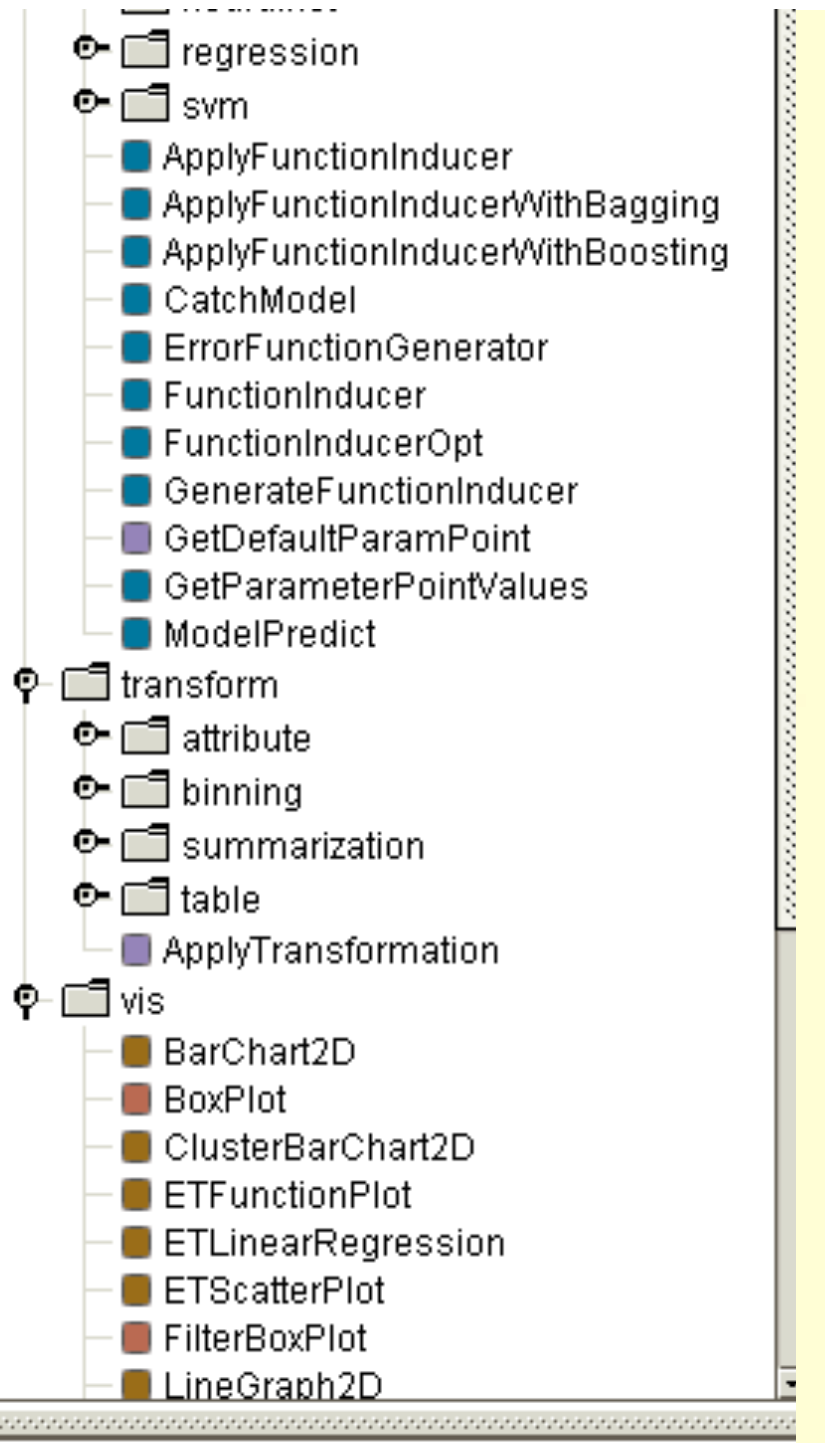 regression
svm
ApplyFunctionInducer
ApplyFunctionInducerWithBagging
ApplyFunctionInducerWithBoosting
CatchModel
ErrorFunctionGenerator
FunctionInducer
FunctionInducerOpt
GenerateFunctionInducer
GetDefaultParamPoint
GetParameterPointValues
ModelPredict
transform
attribute
binning
summarization
table
ApplyTransformation
vis
BarChart2D
BoxPlot
ClusterBarChart2D
ETFunctionPlot
ETLinearRegression
ETScatterPlot
FilterBoxPlot
LineGraph2D